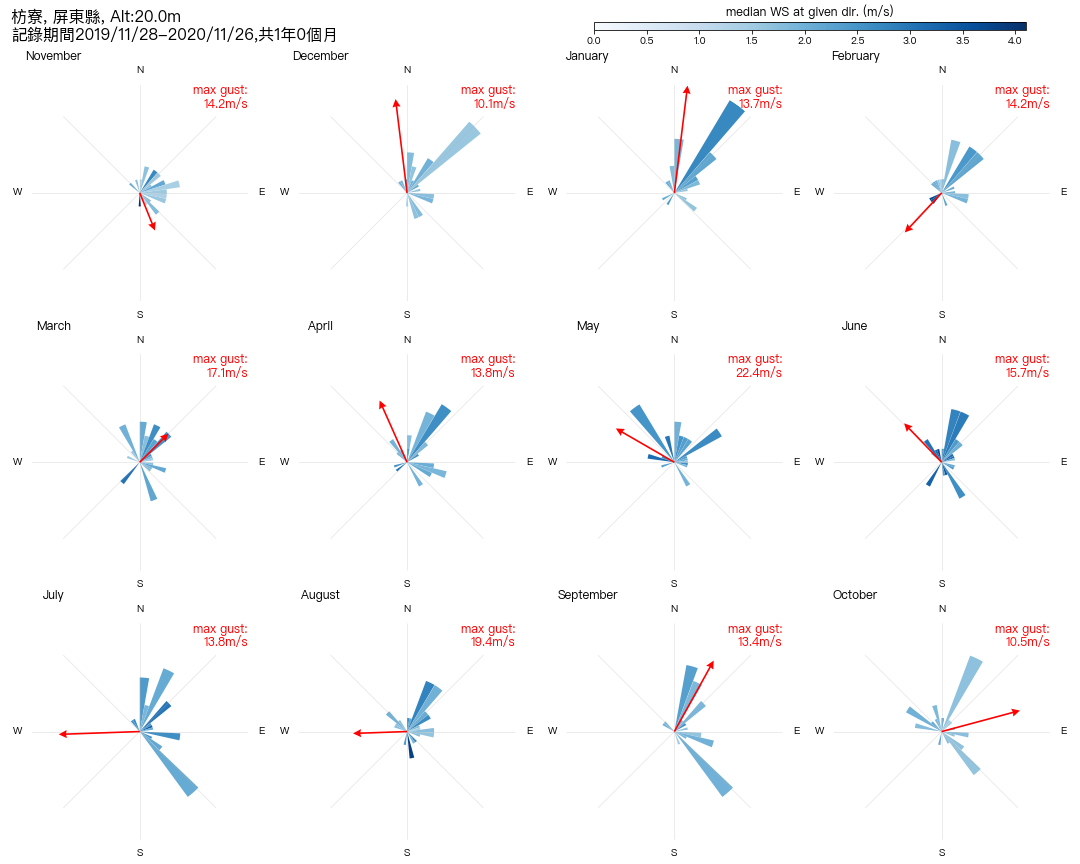 枋寮, 屏東縣, Alt:20.0m
記錄期間2019/11/28−2020/11/26,共1年0個月
median WS at given dir. (m/s)
0.0 0.5 1.0 1.5 2.0 2.5 3.0 3.5 4.0
November
N
max gust:
14.2m/s
W
E
S
December
N
max gust:
10.1m/s
W
E
S
January
N
max gust:
13.7m/s
W
E
S
February
N
max gust:
14.2m/s
W
E
S
March
N
max gust:
17.1m/s
W
E
S
April
N
max gust:
13.8m/s
W
E
S
May
N
max gust:
22.4m/s
W
E
S
June
N
max gust:
15.7m/s
W
E
S
July
N
max gust:
13.8m/s
W
E
S
August
N
max gust:
19.4m/s
W
E
S
September
N
max gust:
13.4m/s
W
E
S
October
N
max gust:
10.5m/s
W
E
S